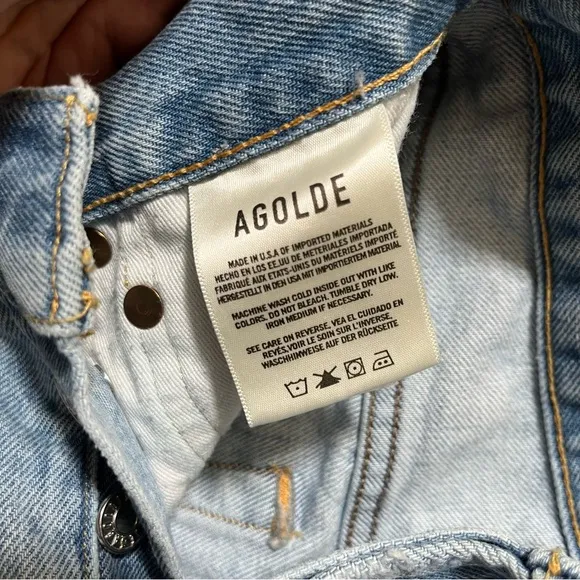 AGOLDE
MADE IN U.S.A OF IMPORTED MATERIALS
HECHO EN LOS EE.UU DE METERIALES IMPORTADA
FABRIQUÉ AUX ETATS-UNIS DU MATÉRIELS IMPORTÉ
HERGESTELLT IN DEN USA MIT IMPORTIERTEN MATERIAL
MACHINE WASH COLD INSIDE OUT WITH LIKE
COLORS. DO NOT BLEACH. TUMBLE DRY LOW.
IRON MEDIUM IF NECESSARY.
SEE CARE ON REVERSE. VEA EL CUIDADO EN
REVÉS.VOIR LE SOIN SUR L'INVERSE.
WASCHHINWEISE AUF DER RÜCKSEITE